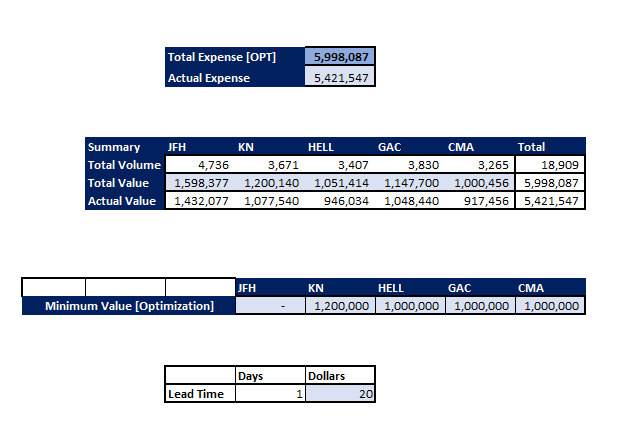 Total Expense [OPT] 5,998,087
Actual Expense 5,421,547
Summary JFH KN HELL GAC CMA Total
Total Volume 4,736 3,671 3,407 3,830 3,265 18,909
Total Value 1,598,377 1,200,140 1,051,414 1,147,700 1,000,456 5,998,087
Actual Value 1,432,077 1,077,540 946,034 1,048,440 917,456 5,421,547
JFH KN HELL GAC CMA
Minimum Value [Optimization] - 1,200,000 1,000,000 1,000,000 1,000,000
Days Dollars
Lead Time 1 20